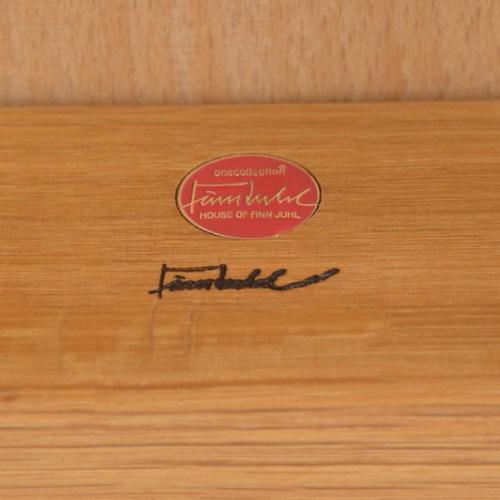 onecollection®
Finn Juhl
HOUSE OF FINN JUHL
Finn Juhl